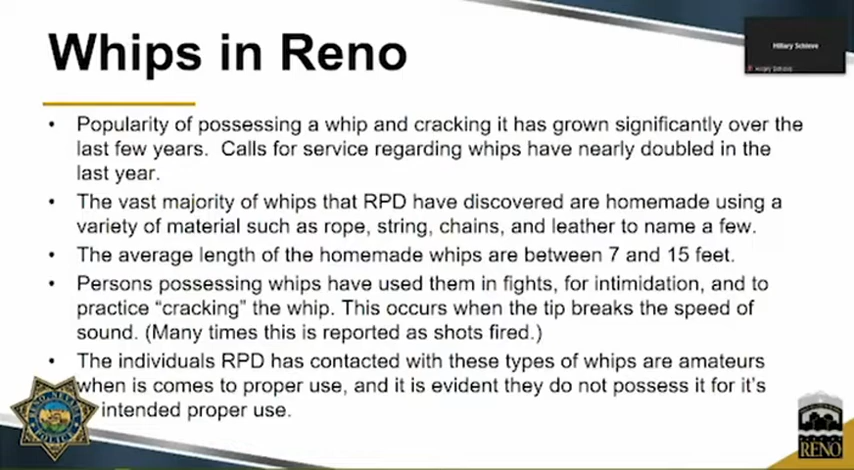 Whips in Reno
Hillary Schieve
• Popularity of possessing a whip and cracking it has grown significantly over the
last few years. Calls for service regarding whips have nearly doubled in the
last year.
• The vast majority of whips that RPD have discovered are homemade using a
variety of material such as rope, string, chains, and leather to name a few.
• The average length of the homemade whips are between 7 and 15 feet.
• Persons possessing whips have used them in fights, for intimidation, and to
practice “cracking” the whip. This occurs when the tip breaks the speed of
sound. (Many times this is reported as shots fired.)
• The individuals RPD has contacted with these types of whips are amateurs
when is comes to proper use, and it is evident they do not possess it for it’s
intended proper use.
RENO